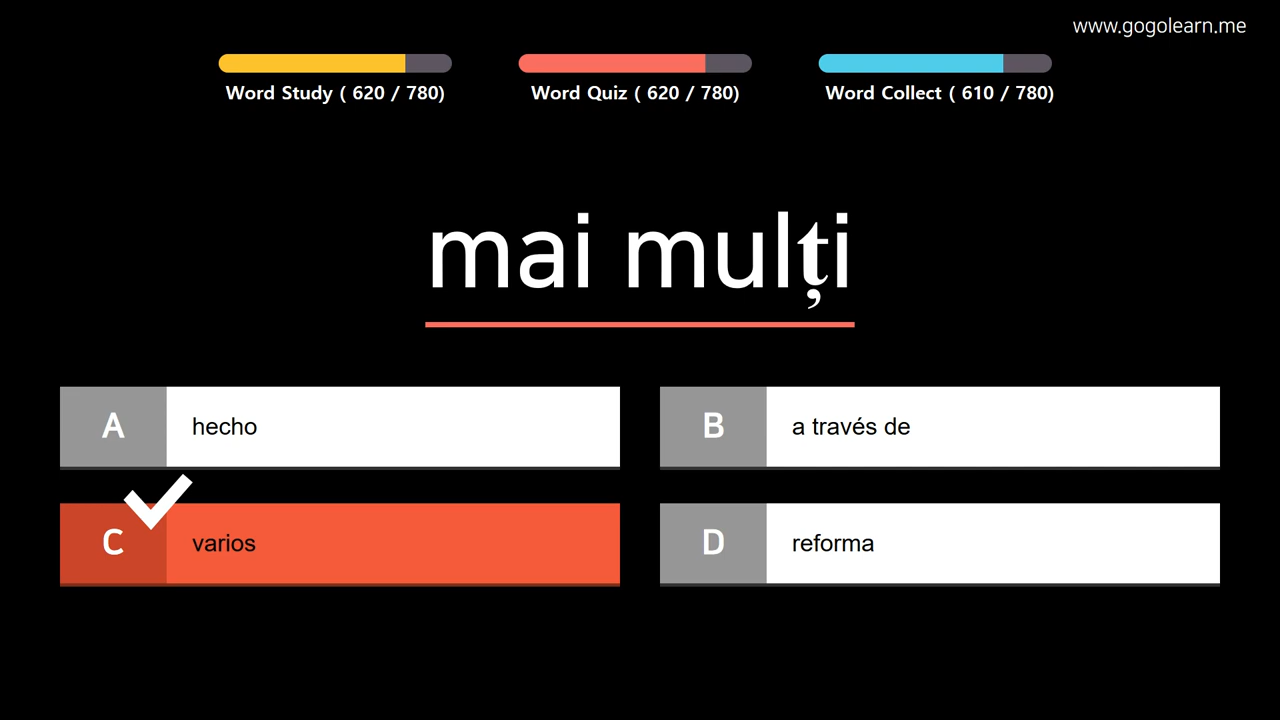 www.gogolearn.me
Word Study ( 620 / 780)
Word Quiz ( 620 / 780)
Word Collect ( 610 / 780)
mai mulți
A
hecho
B
a través de
C
varios
D
reforma